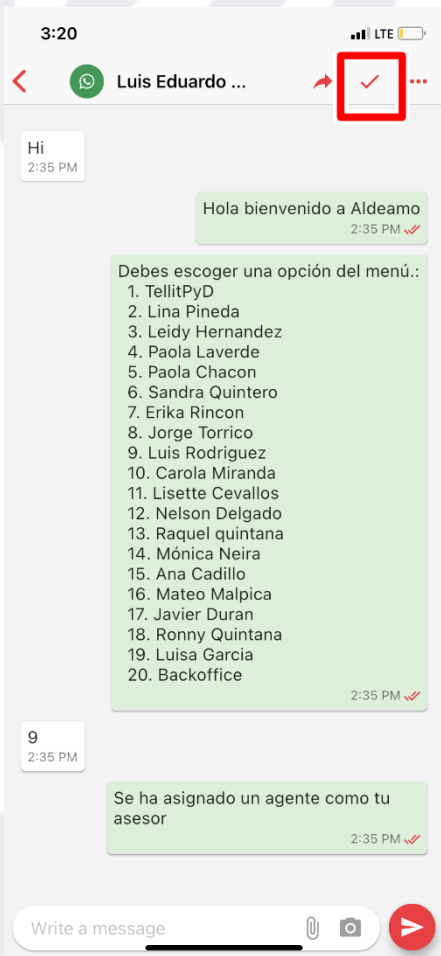 3:20
LTE
Luis Eduardo ...
Hi
2:35 PM
Hola bienvenido a Aldeamo
2:35 PM
Debes escoger una opción del menú.:
1. TellitPyD
2. Lina Pineda
3. Leidy Hernandez
4. Paola Laverde
5. Paola Chacon
6. Sandra Quintero
7. Erika Rincon
8. Jorge Torrico
9. Luis Rodriguez
10. Carola Miranda
11. Lisette Cevallos
12. Nelson Delgado
13. Raquel quintana
14. Mónica Neira
15. Ana Cadillo
16. Mateo Malpica
17. Javier Duran
18. Ronny Quintana
19. Luisa Garcia
20. Backoffice
2:35 PM
9
2:35 PM
Se ha asignado un agente como tu
asesor
2:35 PM
Write a message